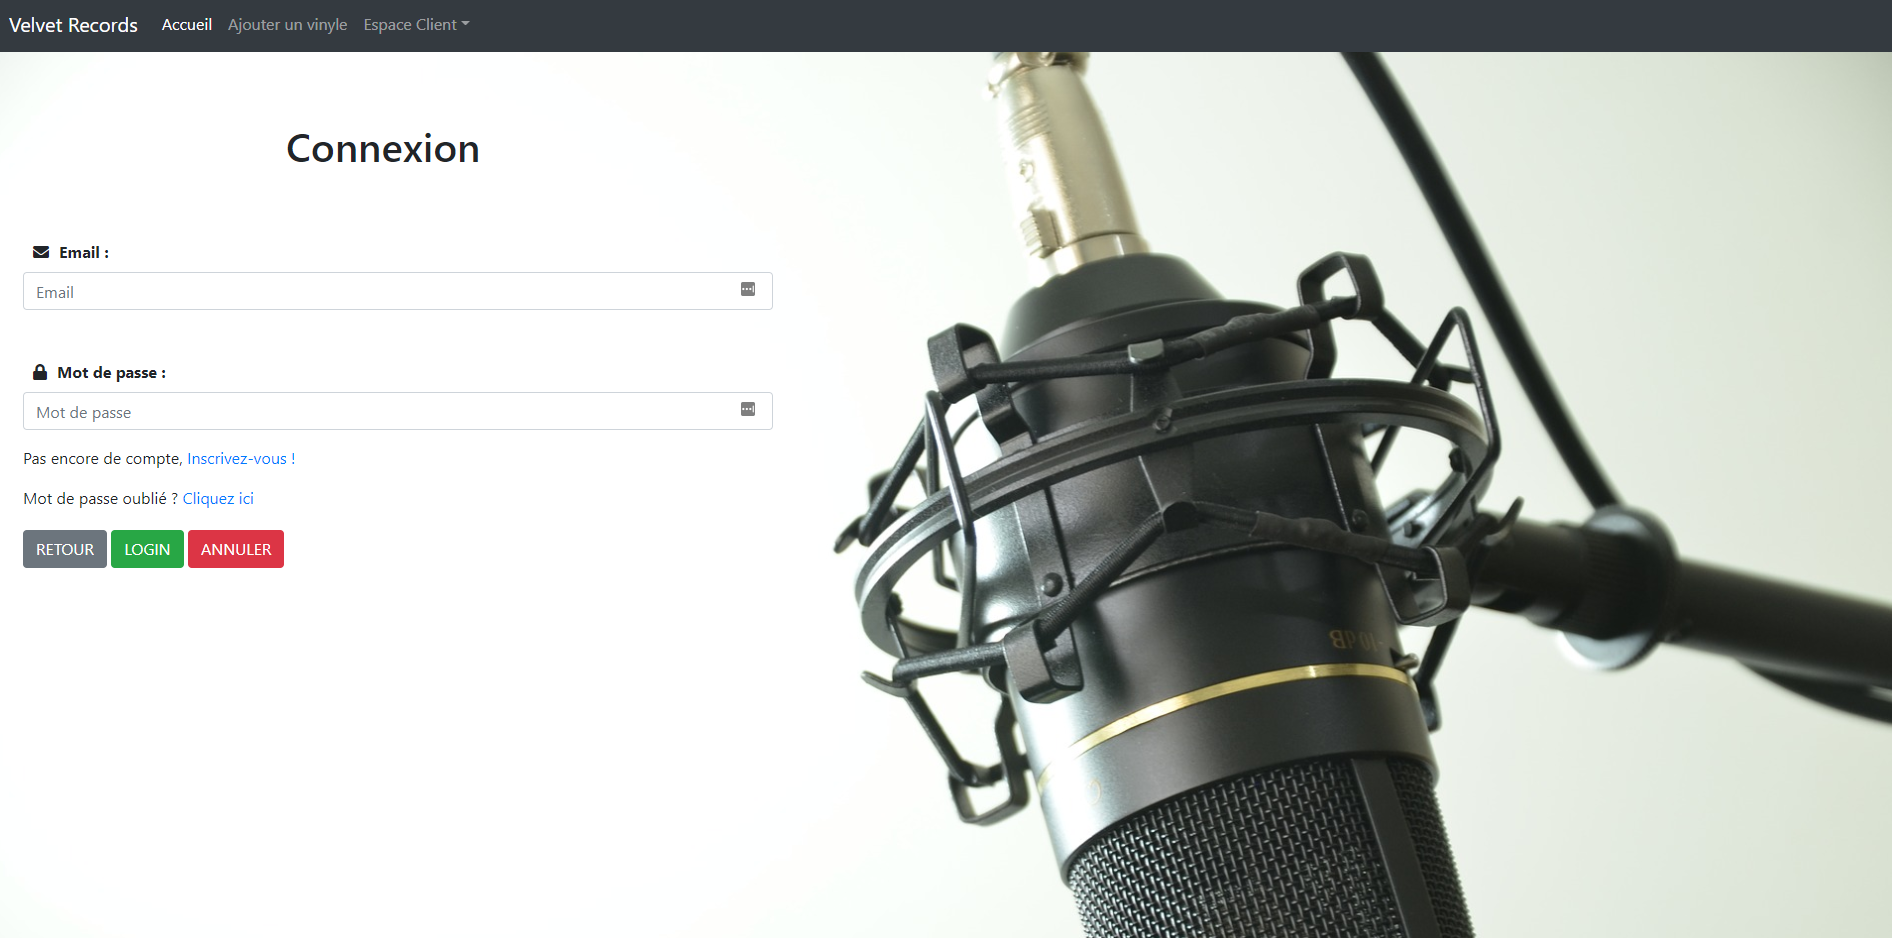 Velvet Records Accueil Ajouter un vinyle Espace Client
Connexion
Email :
Email
Mot de passe :
Mot de passe
Pas encore de compte, Inscrivez-vous !
Mot de passe oublié ? Cliquez ici
RETOUR LOGIN ANNULER